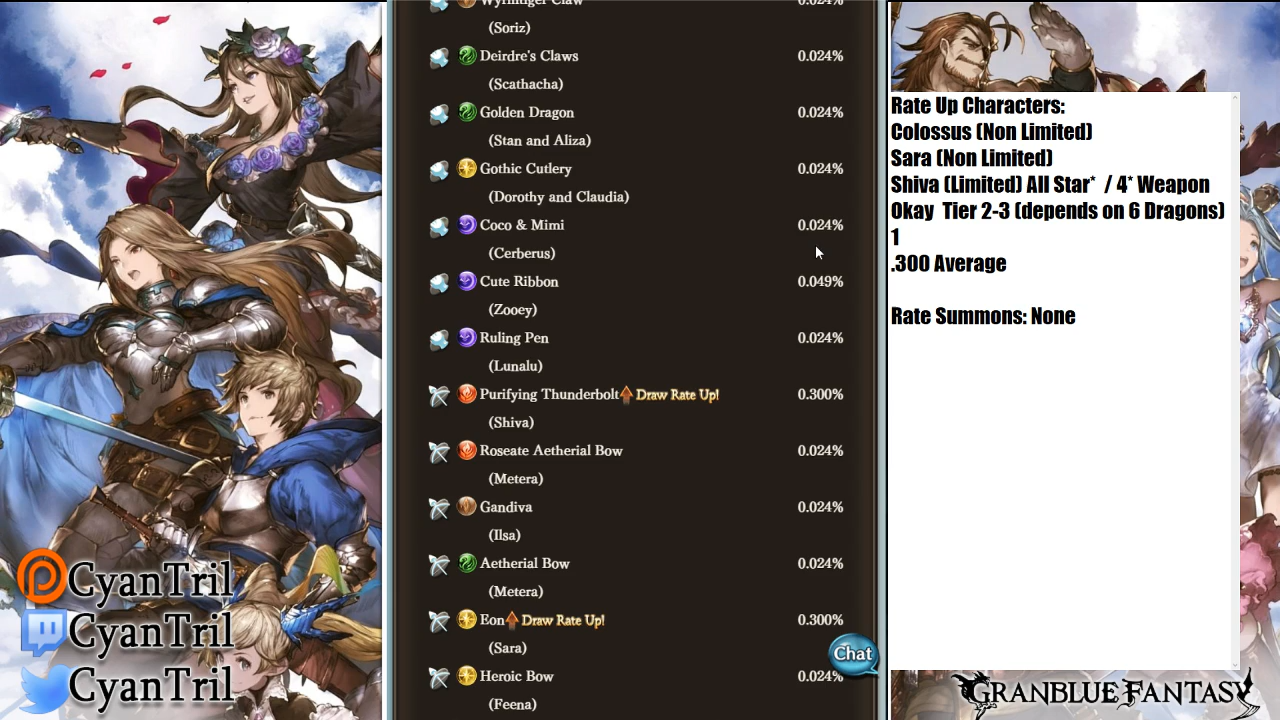 Wyrmtiger Claw 0.024%
(Soriz)
Deirdre's Claws 0.024%
(Scathacha)
Golden Dragon 0.024%
(Stan and Aliza)
Gothic Cutlery 0.024%
(Dorothy and Claudia)
Coco & Mimi 0.024%
(Cerberus)
Cute Ribbon 0.049%
(Zooey)
Ruling Pen 0.024%
(Lunalu)
Purifying Thunderbolt Draw Rate Up! 0.300%
(Shiva)
Roseate Aetherial Bow 0.024%
(Metera)
Gandiva 0.024%
(Ilsa)
Aetherial Bow 0.024%
(Metera)
Eon Draw Rate Up! 0.300%
(Sara)
Heroic Bow 0.024%
(Feena)
Chat
Rate Up Characters:
Colossus (Non Limited)
Sara (Non Limited)
Shiva (Limited) All Star* / 4* Weapon
Okay Tier 2-3 (depends on 6 Dragons)
1
.300 Average
Rate Summons: None
CyanTril
CyanTril
CyanTril
GRANBLUE FANTASY